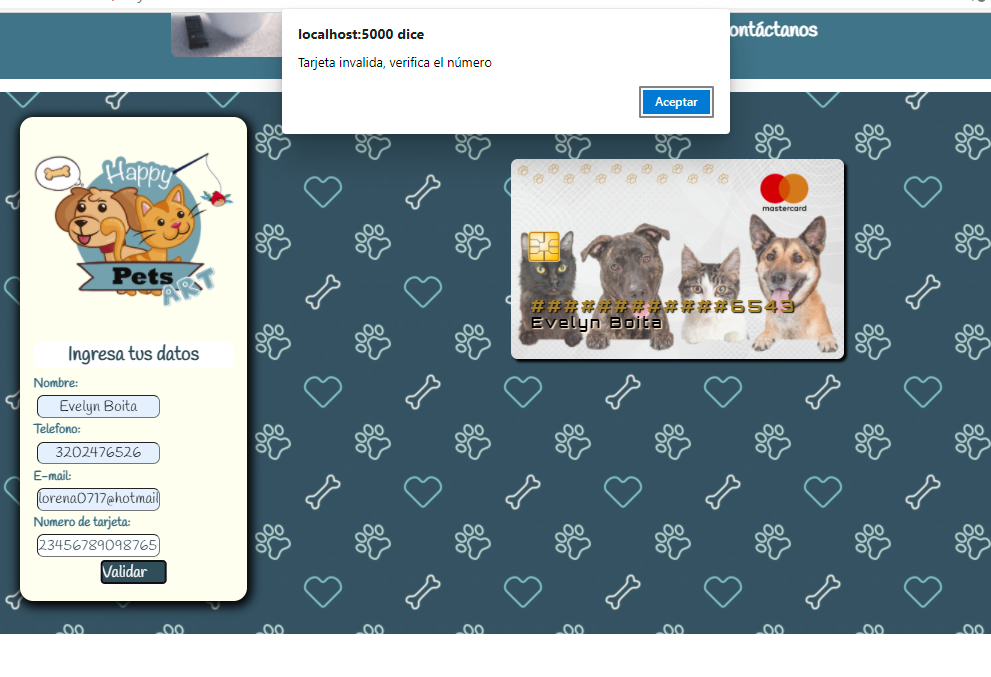 ontáctanos
localhost:5000 dice
Tarjeta invalida, verifica el número
Aceptar
Happy
Pets
ART
mastercard
############6543
Evelyn Boita
Ingresa tus datos
Nombre:
Evelyn Boita
Telefono:
3202476526
E-mail:
lorena0717@hotmail
Numero de tarjeta:
23456789098765
Validar